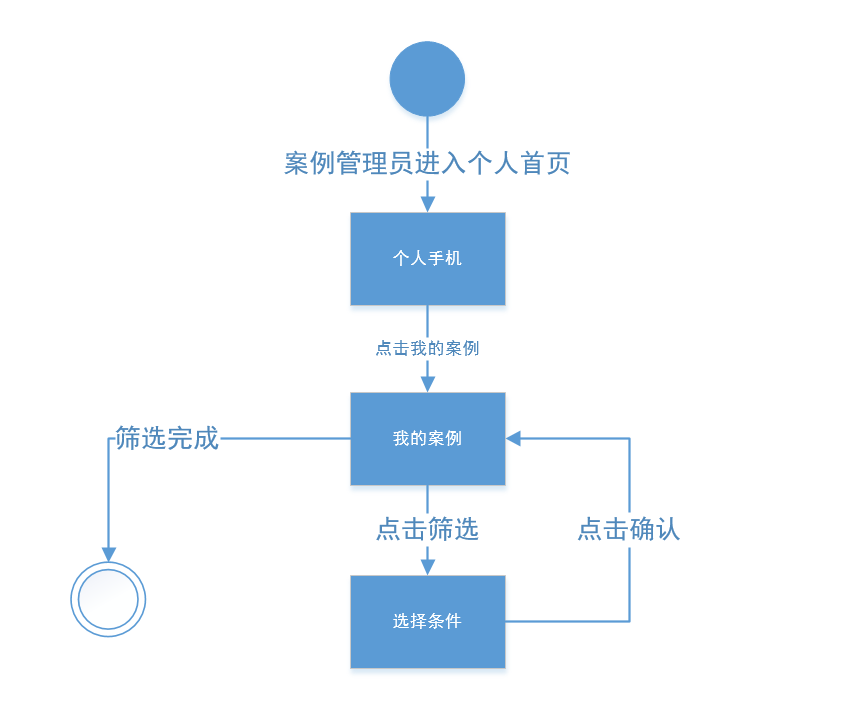 案例管理员进入个人首页
个人手机
点击我的案例
筛选完成
我的案例
点击筛选
点击确认
选择条件